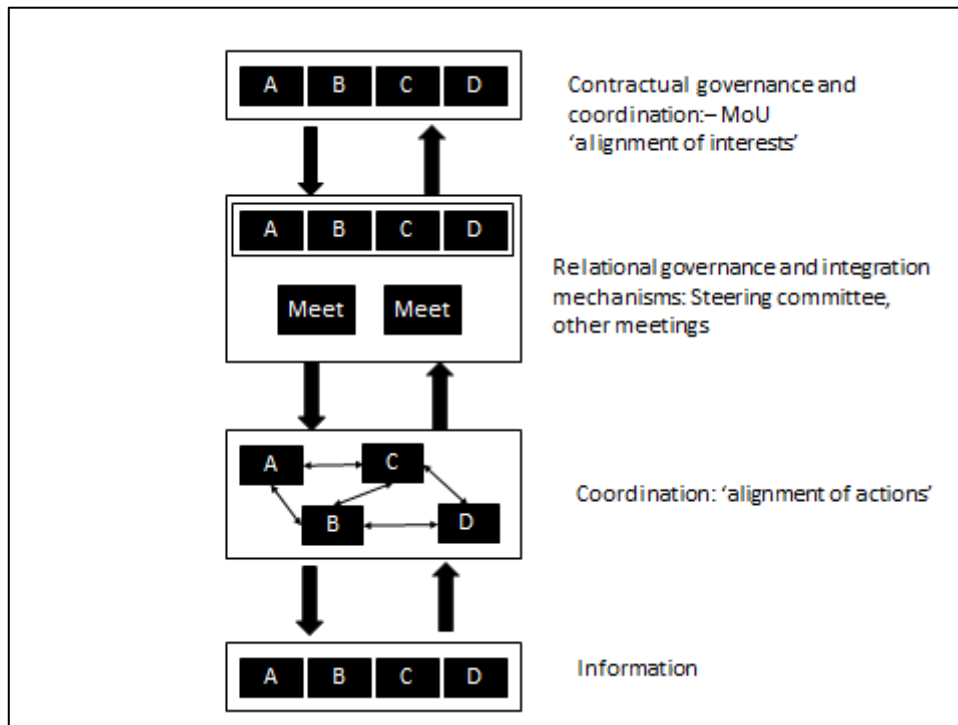 A B C D
Contractual governance and
coordination:– MoU
‘alignment of interests’
A B C D
Meet Meet
Relational governance and integration
mechanisms: Steering committee,
other meetings
A C
B D
Coordination: ‘alignment of actions’
A B C D
Information